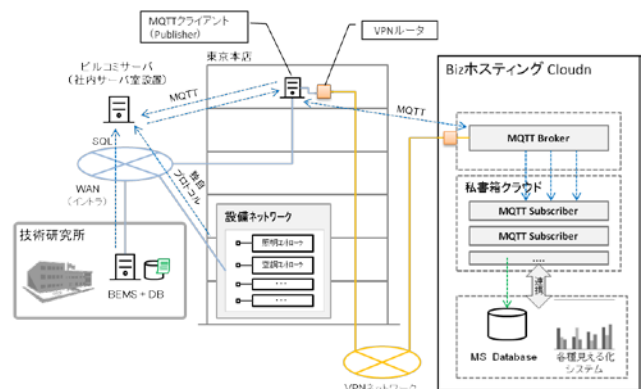 MQTTクライアント
(Publisher)
VPNルータ
東京本店
ビルコミサーバ
(社内サーバ室設置)
MQTT
MQTT
SQL
WAN
(イントラ)
独自
プロトコル
技術研究所
BEMS + DB
設備ネットワーク
照明コントローラ
空調コントローラ
...
...
VPNネットワーク
Bizホスティング Cloudn
MQTT Broker
私書箱クラウド
MQTT Subscriber
MQTT Subscriber
....
連携
MS Database
各種見える化
システム